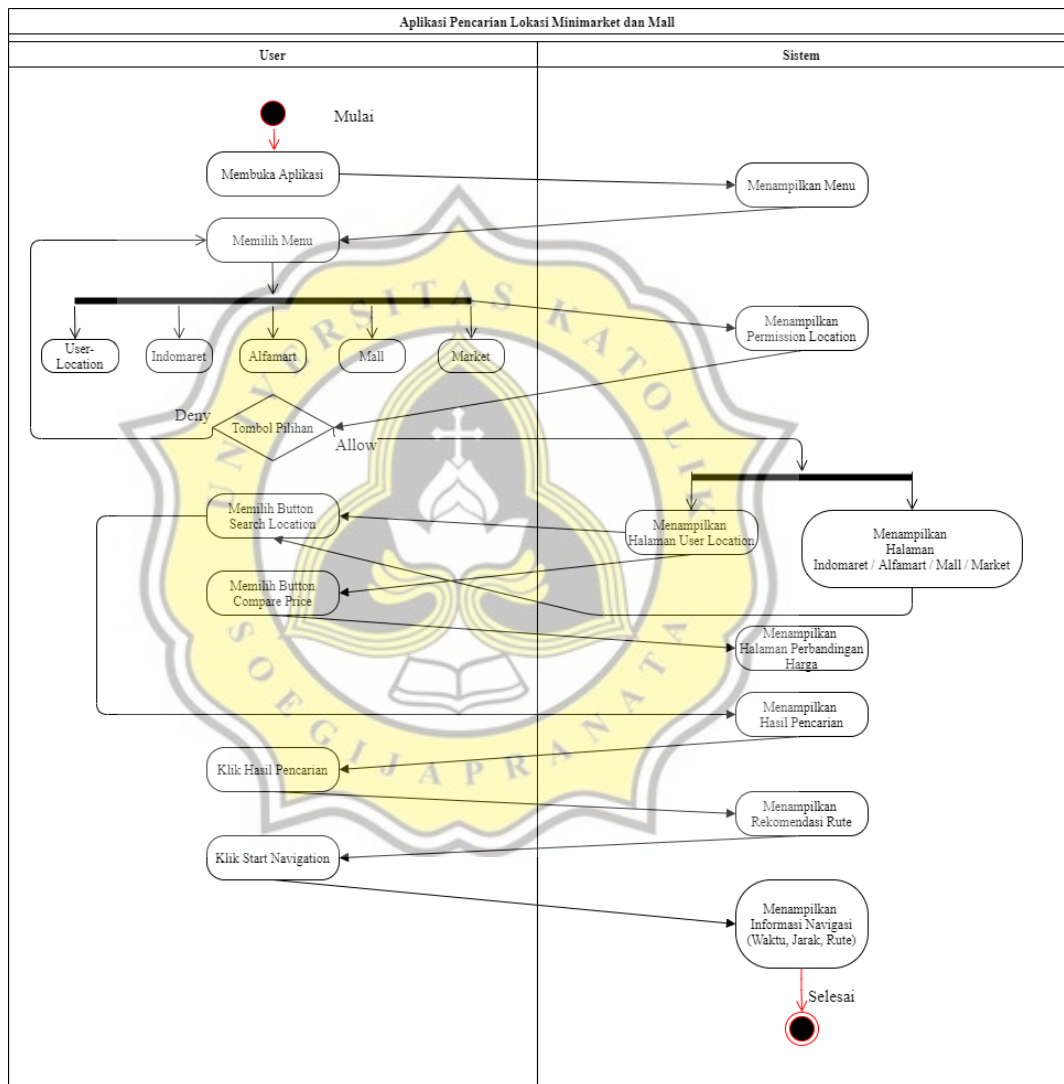 Aplikasi Pencarian Lokasi Minimarket dan Mall
User
Sistem
Mulai
Membuka Aplikasi
Menampilkan Menu
Memilih Menu
Menampilkan
Permission Location
User-
Location
Indomaret
Alfamart
Mall
Market
Deny
Tombol Pilihan
Allow
Memilih Button
Search Location
Menampilkan
Halaman User Location
Menampilkan
Halaman
Indomaret / Alfamart / Mall / Market
Memilih Button
Compare Price
Menampilkan
Halaman Perbandingan
Harga
Menampilkan
Hasil Pencarian
Klik Hasil Pencarian
Menampilkan
Rekomendasi Rute
Klik Start Navigation
Menampilkan
Informasi Navigasi
(Waktu, Jarak, Rute)
Selesai
UNIVERSITAS KATOLIK
SOEGIJAPRANATA